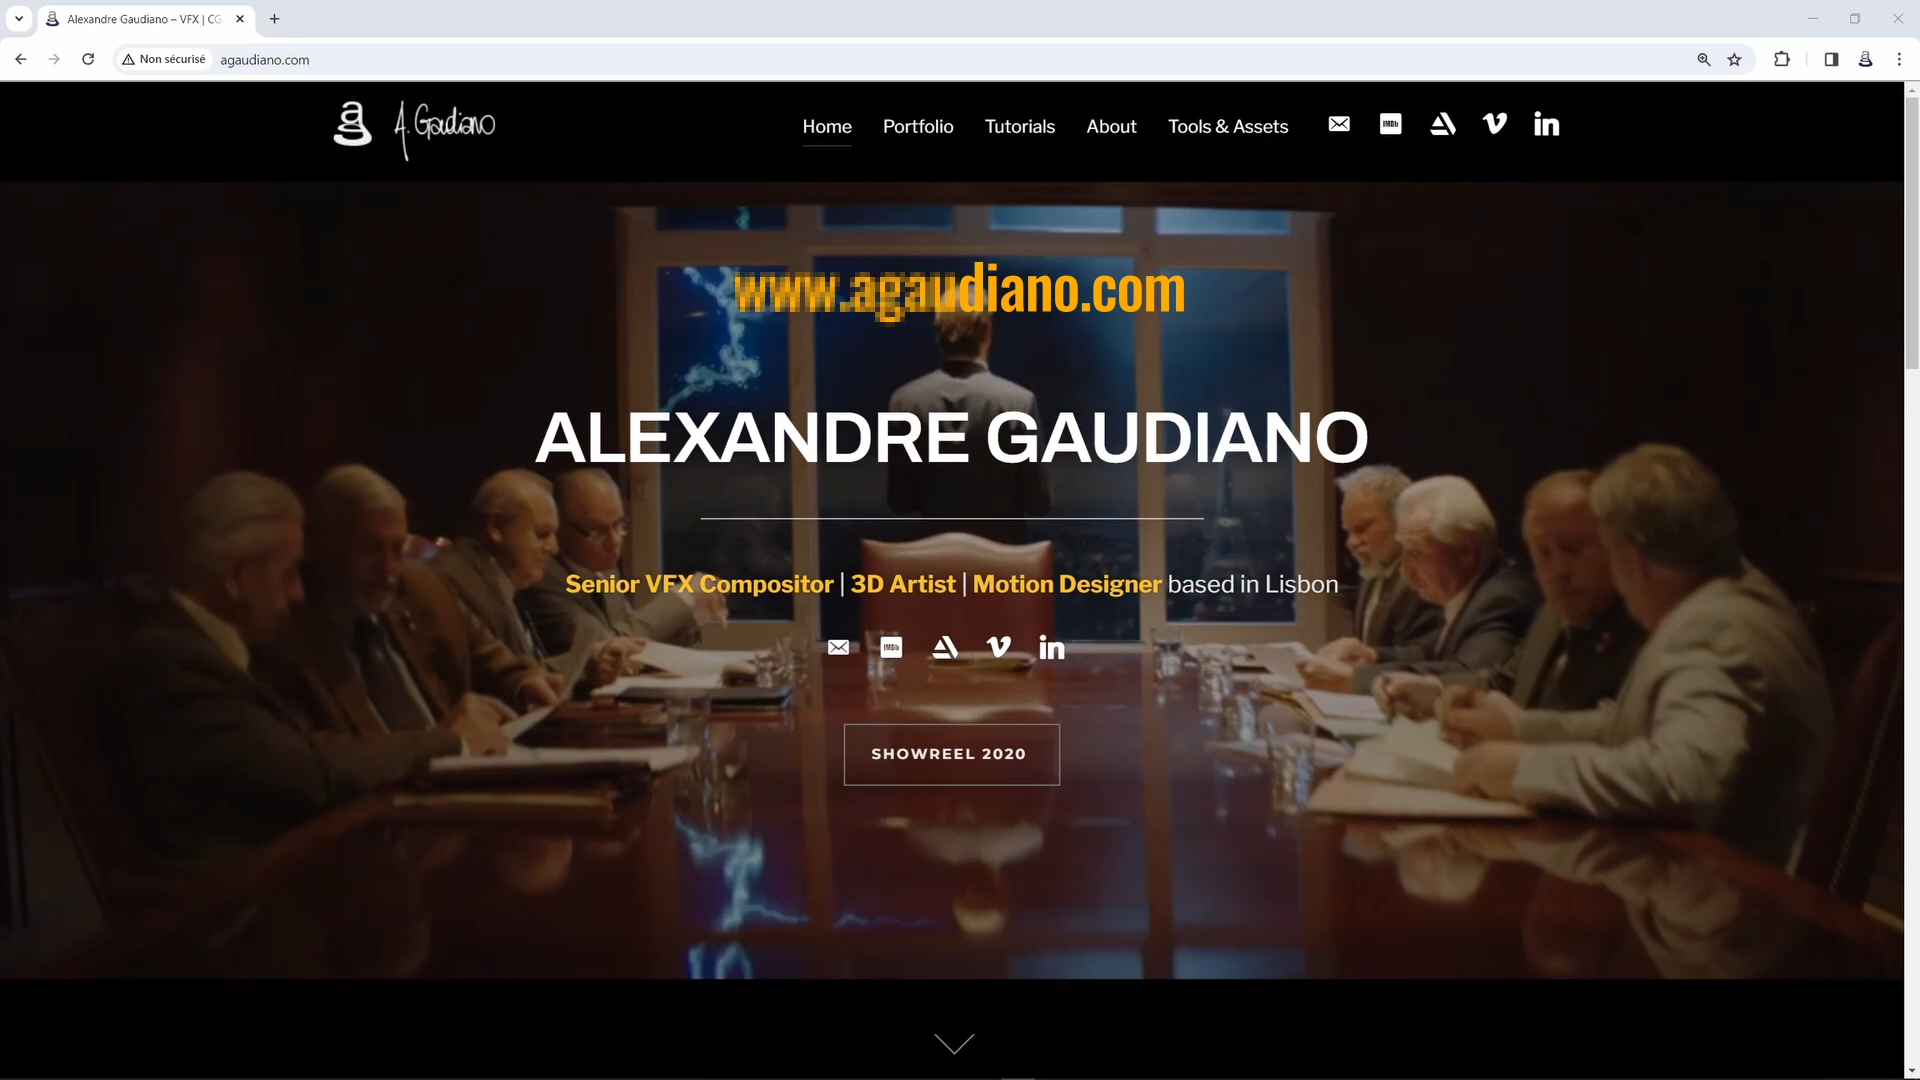 Alexandre Gaudiano – VFX | CG
Non sécurisé
agaudiano.com
A. Gaudiano
Home
Portfolio
Tutorials
About
Tools & Assets
IMDb
www.agaudiano.com
ALEXANDRE GAUDIANO
Senior VFX Compositor | 3D Artist | Motion Designer based in Lisbon
IMDb
SHOWREEL 2020